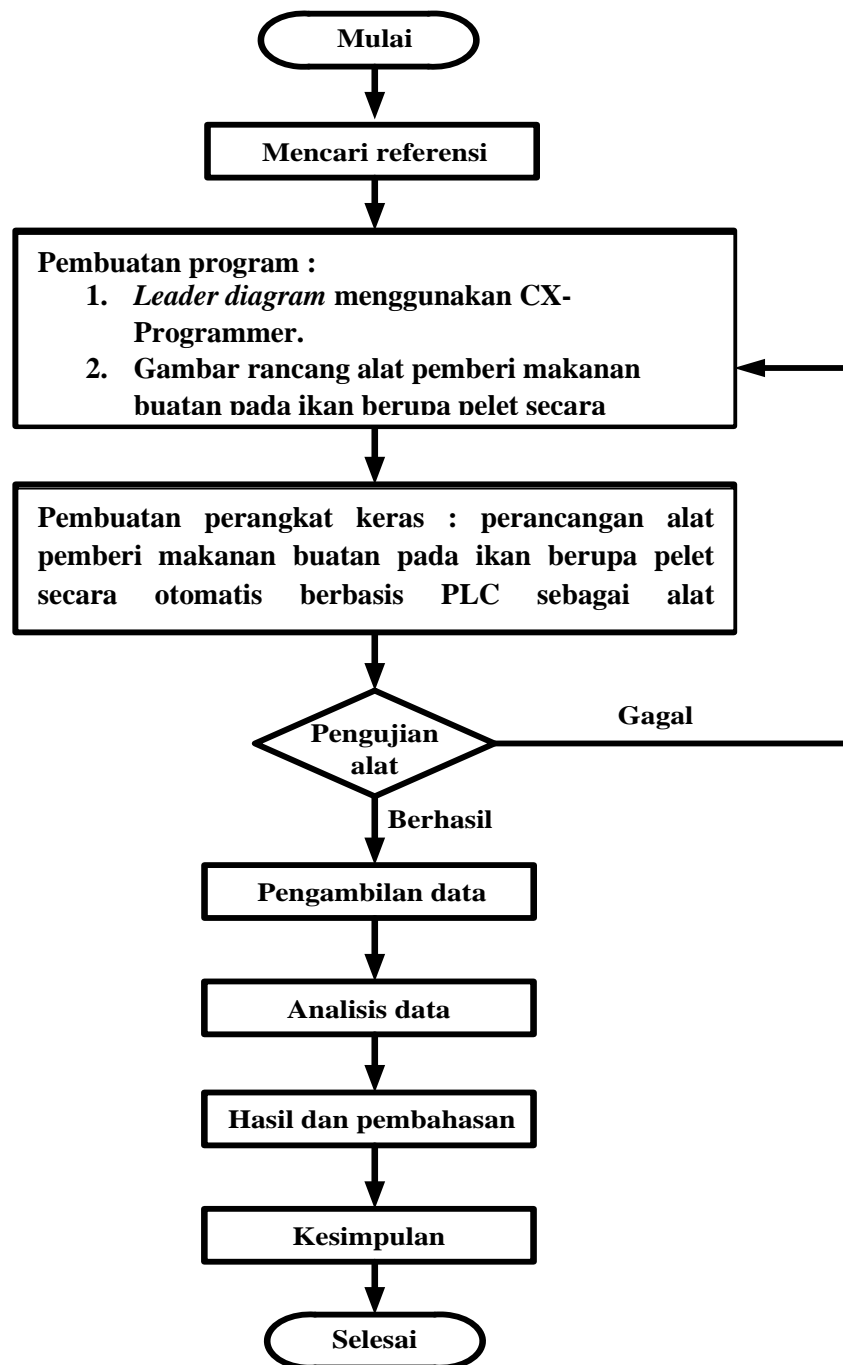 Mulai
Mencari referensi
Pembuatan program :
1. Leader diagram menggunakan CX-
Programmer.
2. Gambar rancang alat pemberi makanan
buatan pada ikan berupa pelet secara
Pembuatan perangkat keras : perancangan alat
pemberi makanan buatan pada ikan berupa pelet
secara otomatis berbasis PLC sebagai alat
Pengujian
alat
Gagal
Berhasil
Pengambilan data
Analisis data
Hasil dan pembahasan
Kesimpulan
Selesai